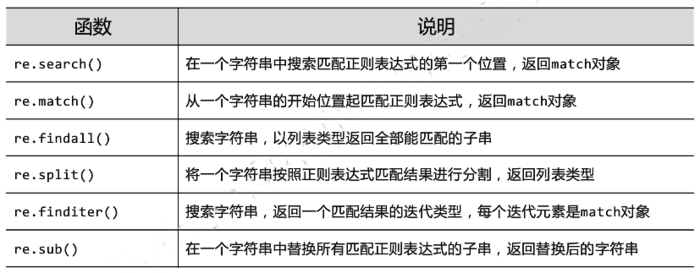 函数 说明
re.search() 在一个字符串中搜索匹配正则表达式的第一个位置，返回match对象
re.match() 从一个字符串的开始位置起匹配正则表达式，返回match对象
re.findall() 搜索字符串，以列表类型返回全部能匹配的子串
re.split() 将一个字符串按照正则表达式匹配结果进行分割，返回列表类型
re.finditer() 搜索字符串，返回一个匹配结果的迭代类型，每个迭代元素是match对象
re.sub() 在一个字符串中替换所有匹配正则表达式的子串，返回替换后的字符串